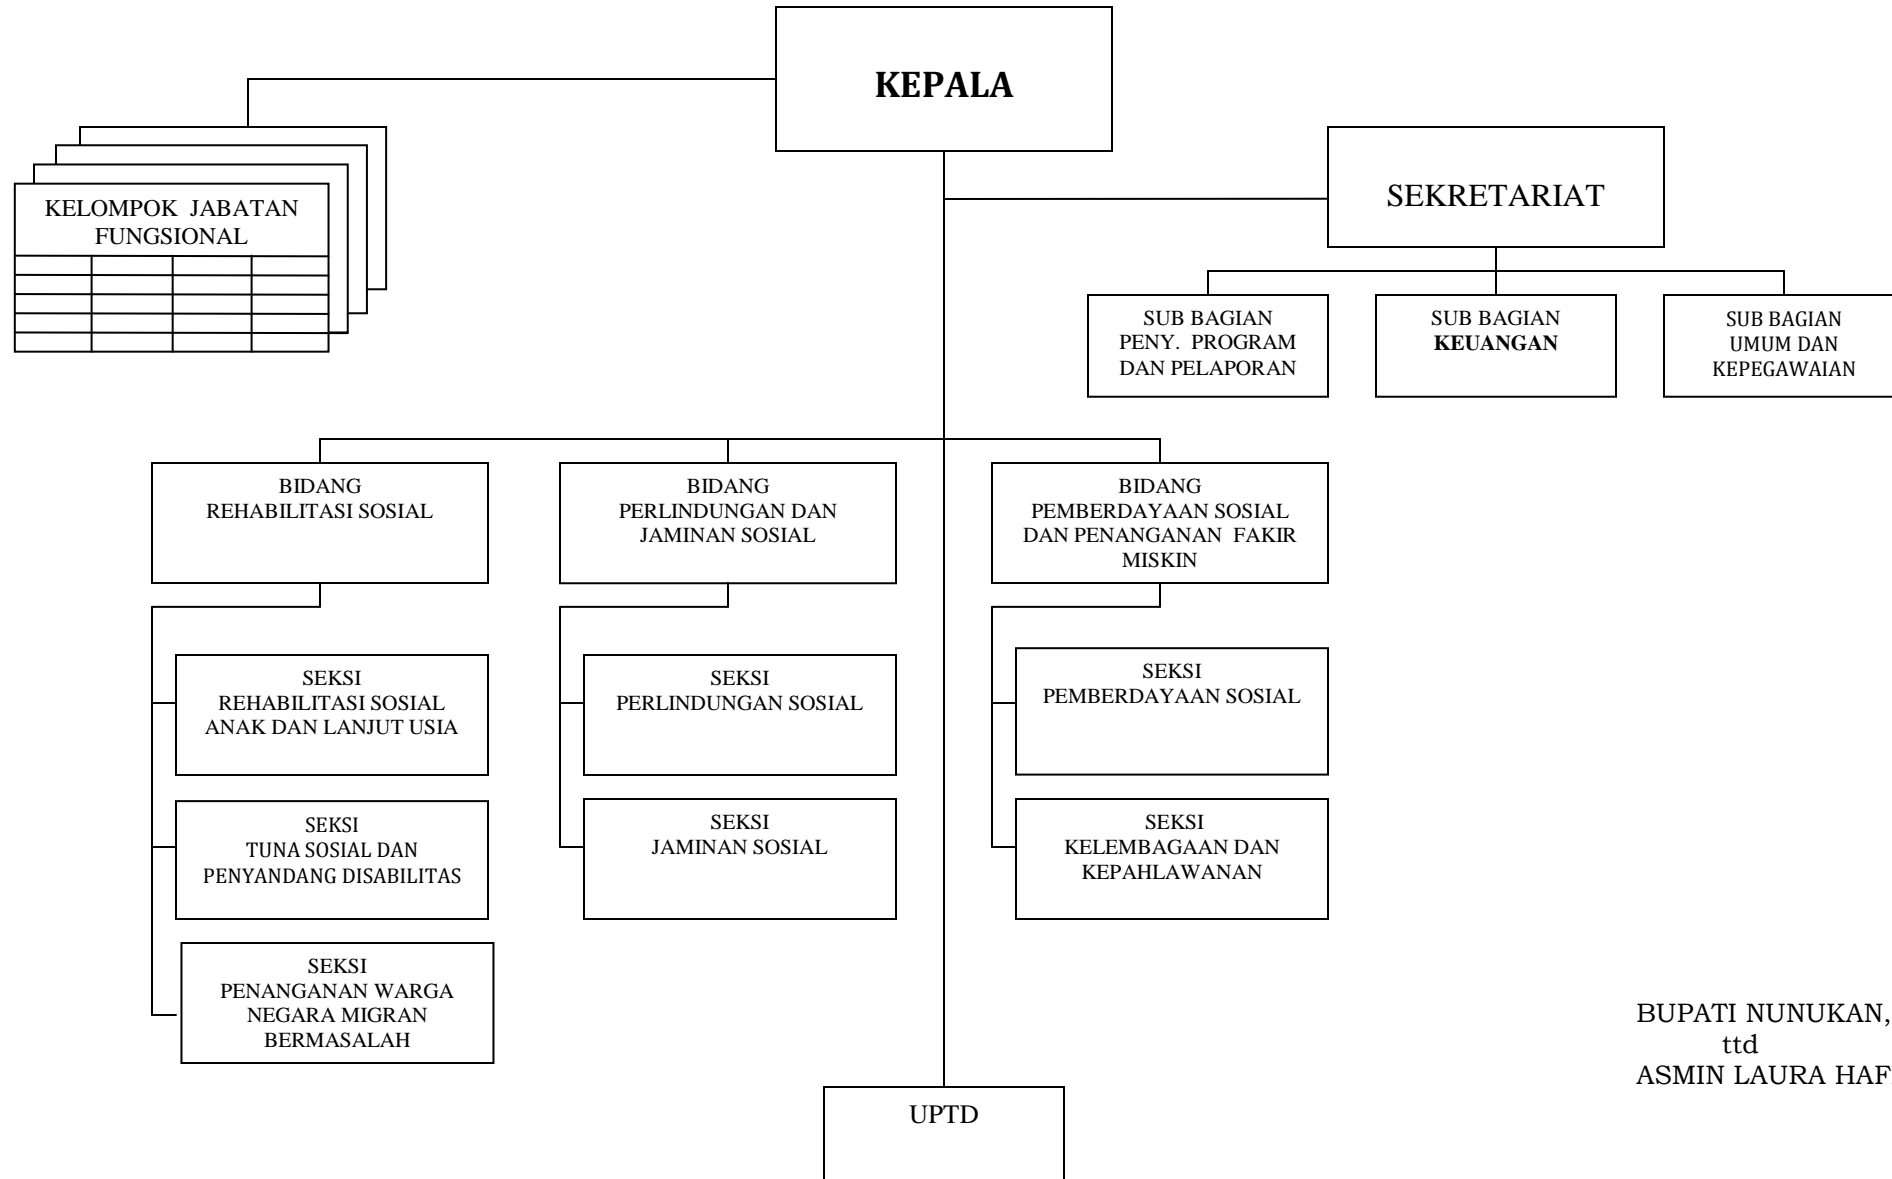 KEPALA
SEKRETARIAT
KELOMPOK JABATAN
FUNGSIONAL
SUB BAGIAN
PENY. PROGRAM
DAN PELAPORAN
SUB BAGIAN
KEUANGAN
SUB BAGIAN
UMUM DAN
KEPEGAWAIAN
BIDANG
REHABILITASI SOSIAL
BIDANG
PERLINDUNGAN DAN
JAMINAN SOSIAL
BIDANG
PEMBERDAYAAN SOSIAL
DAN PENANGANAN FAKIR
MISKIN
SEKSI
REHABILITASI SOSIAL
ANAK DAN LANJUT USIA
SEKSI
PERLINDUNGAN SOSIAL
SEKSI
PEMBERDAYAAN SOSIAL
SEKSI
TUNA SOSIAL DAN
PENYANDANG DISABILITAS
SEKSI
JAMINAN SOSIAL
SEKSI
KELEMBAGAAN DAN
KEPAHLAWANAN
SEKSI
PENANGANAN WARGA
NEGARA MIGRAN
BERMASALAH
BUPATI NUNUKAN,
ttd
ASMIN LAURA HAF
UPTD